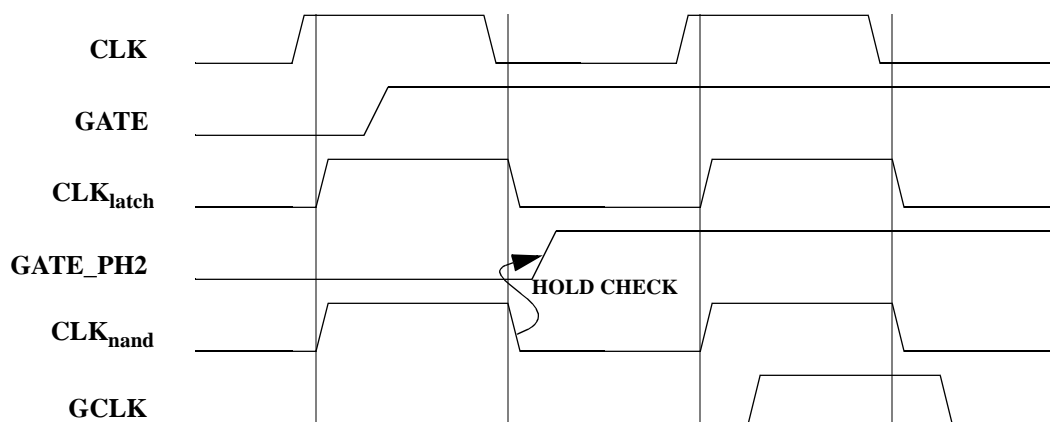 CLK
GATE
CLKlatch
GATE_PH2
HOLD CHECK
CLKnand
GCLK